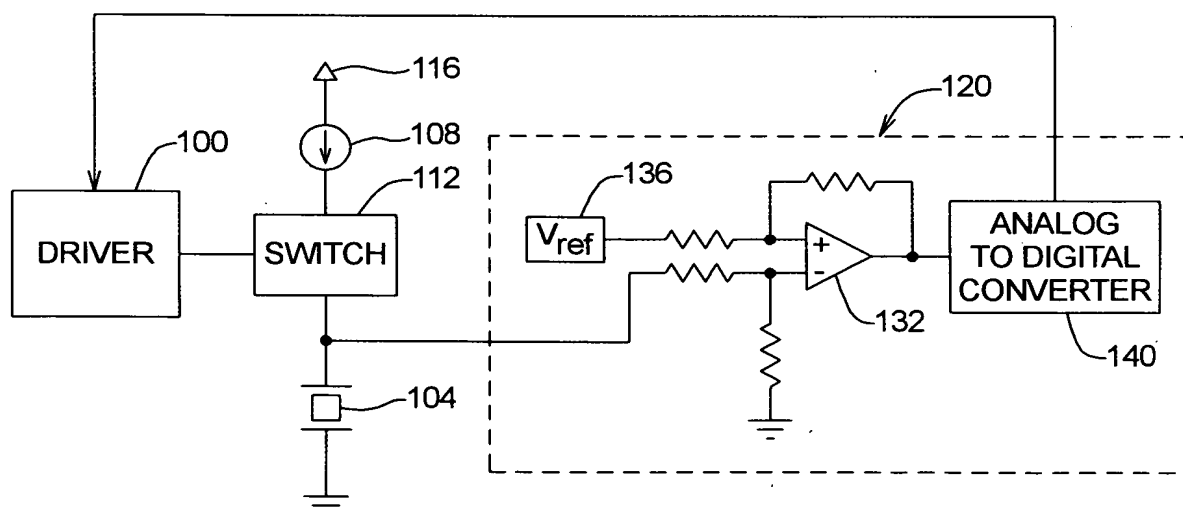 116
120
100
108
136
112
V_ref
+
-
DRIVER
SWITCH
ANALOG
TO DIGITAL
CONVERTER
132
140
104